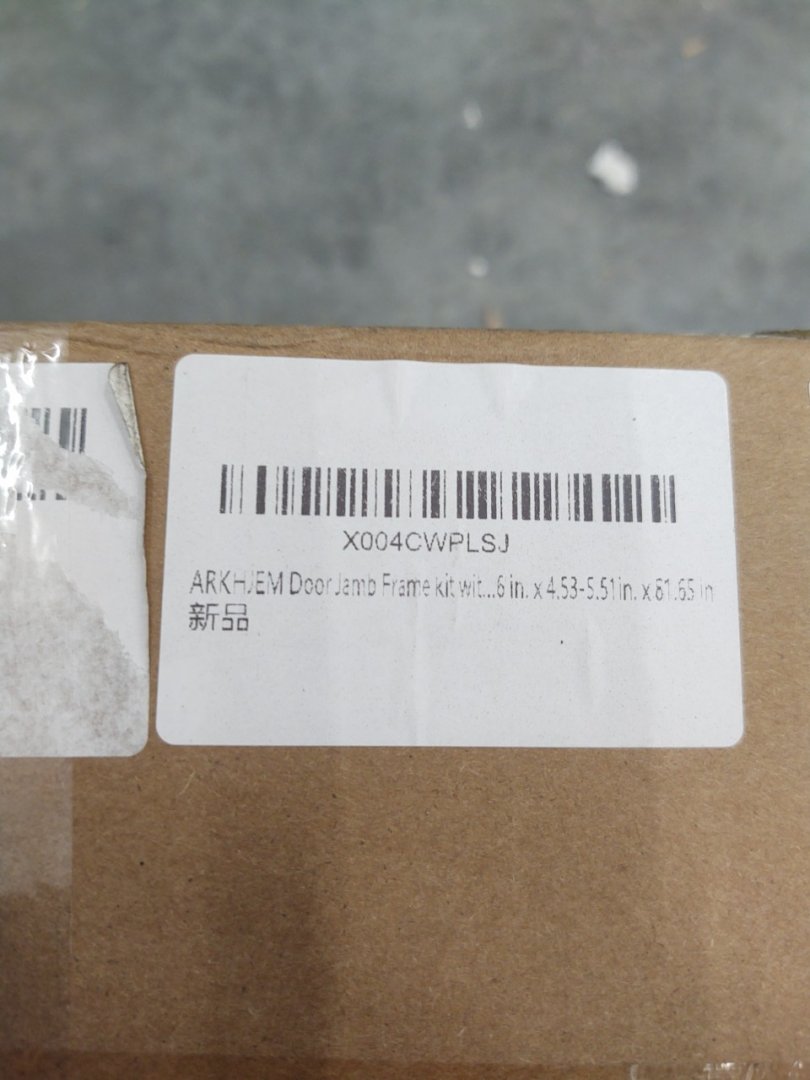 X004CWPLSJ
ARKHJEM Door Jamb Frame kit wit...6 in. x 4.53-5.51in. x 81.65 in
新品